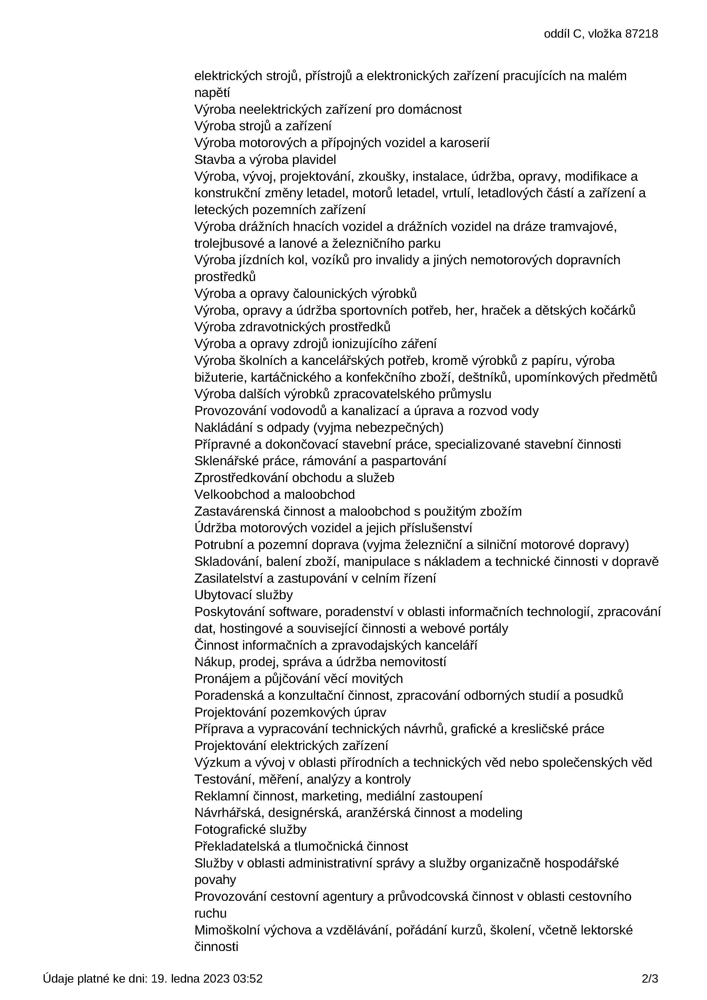 oddíl C, vložka 87218
elektrických strojů, přístrojů a elektronických zařízení pracujících na malém
napětí
Výroba neelektrických zařízení pro domácnost
Výroba strojů a zařízení
Výroba motorových a přípojných vozidel a karoserií
Stavba a výroba plavidel
Výroba, vývoj, projektování, zkoušky, instalace, údržba, opravy, modifikace a
konstrukční změny letadel, motorů letadel, vrtulí, letadlových částí a zařízení a
leteckých pozemních zařízení
Výroba drážních hnacích vozidel a drážních vozidel na dráze tramvajové,
trolejbusové a lanové a železničního parku
Výroba jízdních kol, vozíků pro invalidy a jiných nemotorových dopravních
prostředků
Výroba a opravy čalounických výrobků
Výroba, opravy a údržba sportovních potřeb, her, hraček a dětských kočárků
Výroba zdravotnických prostředků
Výroba a opravy zdrojů ionizujícího záření
Výroba školních a kancelářských potřeb, kromě výrobků z papíru, výroba
bižuterie, kartáčnického a konfekčního zboží, deštníků, upomínkových předmětů
Výroba dalších výrobků zpracovatelského průmyslu
Provozování vodovodů a kanalizací a úprava a rozvod vody
Nakládání s odpady (vyjma nebezpečných)
Přípravné a dokončovací stavební práce, specializované stavební činnosti
Sklenářské práce, rámování a paspartování
Zprostředkování obchodu a služeb
Velkoobchod a maloobchod
Zastavárenská činnost a maloobchod s použitým zbožím
Údržba motorových vozidel a jejich příslušenství
Potrubní a pozemní doprava (vyjma železniční a silniční motorové dopravy)
Skladování, balení zboží, manipulace s nákladem a technické činnosti v dopravě
Zasilatelství a zastupování v celním řízení
Ubytovací služby
Poskytování software, poradenství v oblasti informačních technologií, zpracování
dat, hostingové a související činnosti a webové portály
Činnost informačních a zpravodajských kanceláří
Nákup, prodej, správa a údržba nemovitostí
Pronájem a půjčování věcí movitých
Poradenská a konzultační činnost, zpracování odborných studií a posudků
Projektování pozemkových úprav
Příprava a vypracování technických návrhů, grafické a kresličské práce
Projektování elektrických zařízení
Výzkum a vývoj v oblasti přírodních a technických věd nebo společenských věd
Testování, měření, analýzy a kontroly
Reklamní činnost, marketing, mediální zastoupení
Návrhářská, designérská, aranžérská činnost a modeling
Fotografické služby
Překladatelská a tlumočnická činnost
Služby v oblasti administrativní správy a služby organizačně hospodářské
povahy
Provozování cestovní agentury a průvodcovská činnost v oblasti cestovního
ruchu
Mimoškolní výchova a vzdělávání, pořádání kurzů, školení, včetně lektorské
činnosti
Údaje platné ke dni: 19. ledna 2023 03:52
2/3